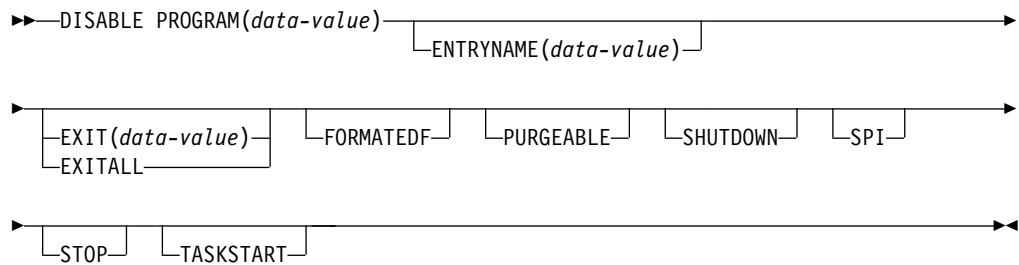 DISABLE PROGRAM(data-value)
ENTRYNAME(data-value)
EXIT(data-value)
EXITALL
FORMATEDF
PURGEABLE
SHUTDOWN
SPI
STOP
TASKSTART